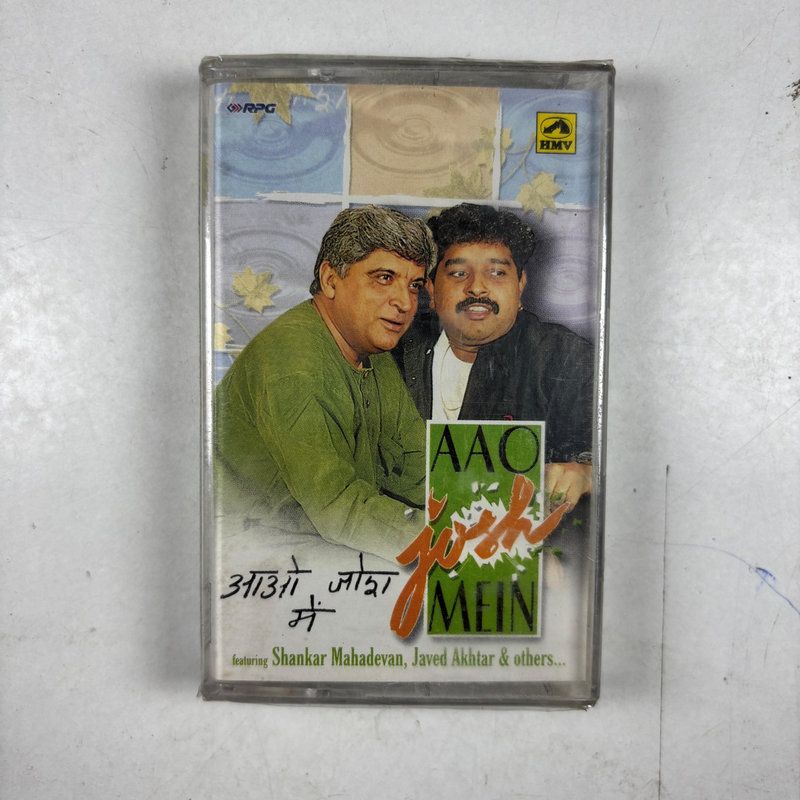 RPG
HMV
AAO
josh
MEIN
आओ जोश
में
featuring Shankar Mahadevan, Javed Akhtar & others...